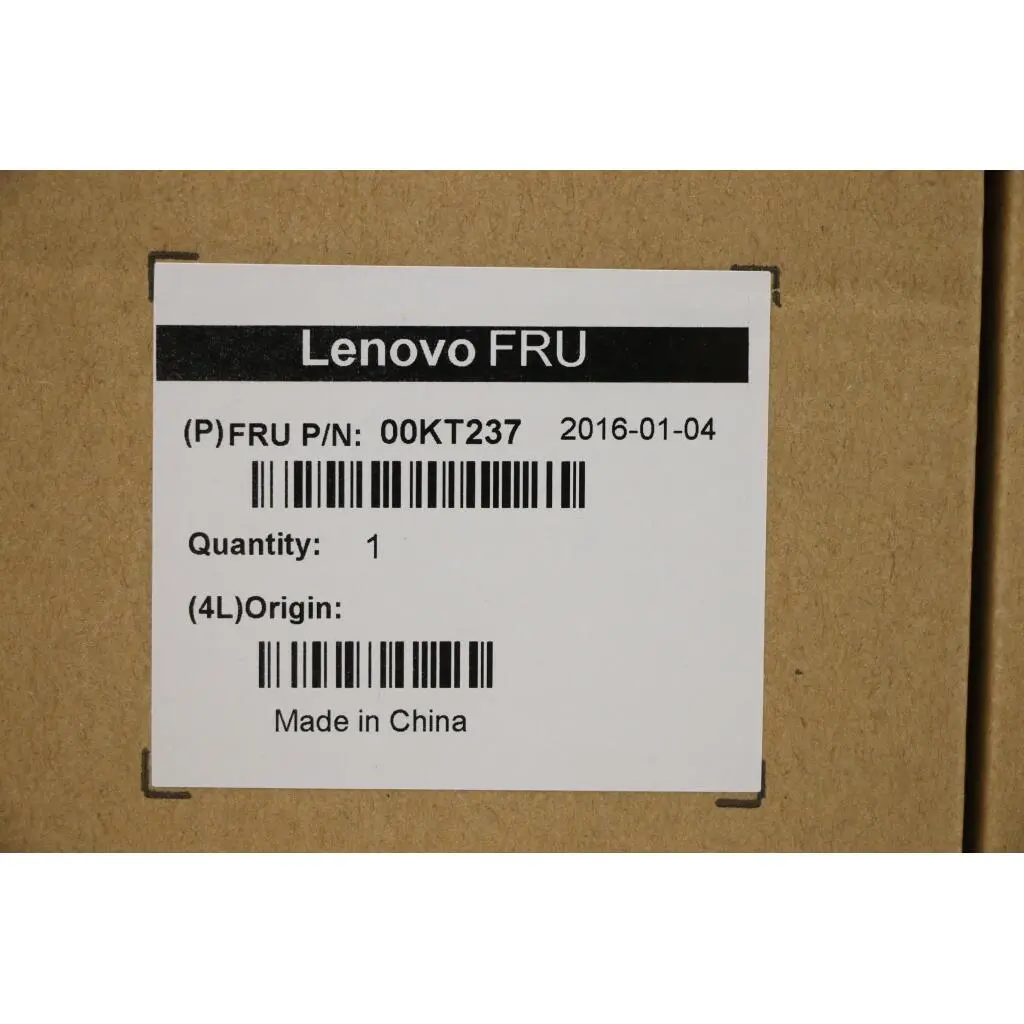 Lenovo FRU
(P)FRU P/N: 00KT237 2016-01-04
Quantity: 1
(4L)Origin:
Made in China